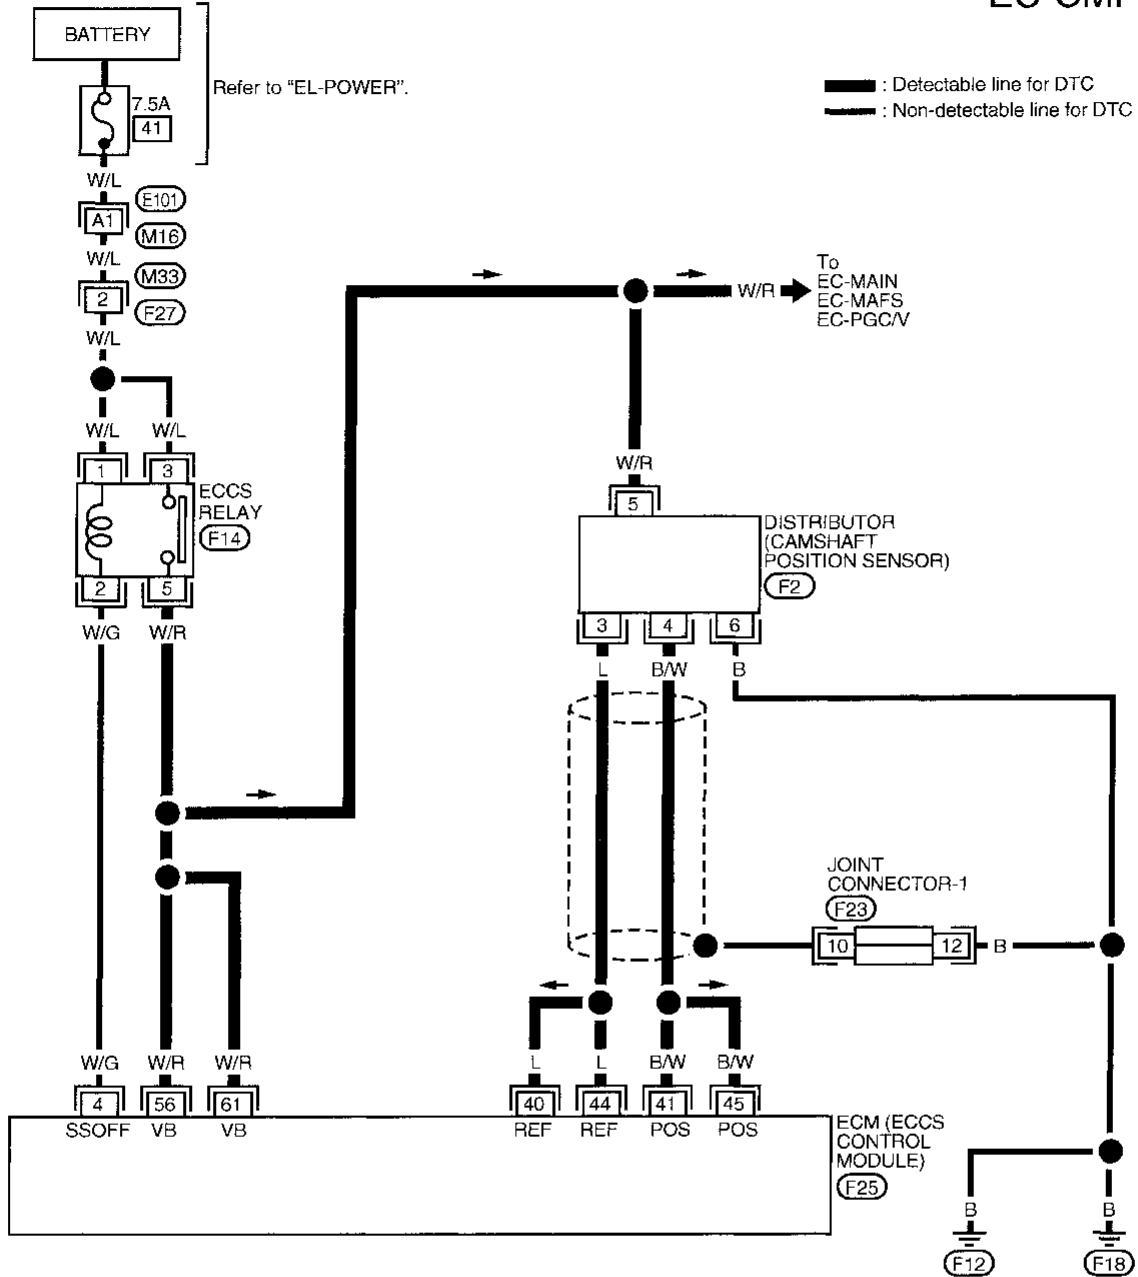 BATTERY
Refer to "EL-POWER".
7.5A
41
: Detectable line for DTC
: Non-detectable line for DTC
W/L
E101
A1
M16
W/L
M33
2
F27
W/L
To
EC-MAIN
EC-MAFS
EC-PGC/V
W/R
W/L W/L
1 3
ECCS
RELAY
F14
2 5
W/G W/R
W/R
5
DISTRIBUTOR
(CAMSHAFT
POSITION SENSOR)
F2
3 4 6
L B/W B
JOINT
CONNECTOR-1
F23
10 12 B
W/G W/R W/R L L B/W B/W
4 56 61 40 44 41 45
SSOFF VB VB REF REF POS POS
ECM (ECCS
CONTROL
MODULE)
F25
B B
F12 F18